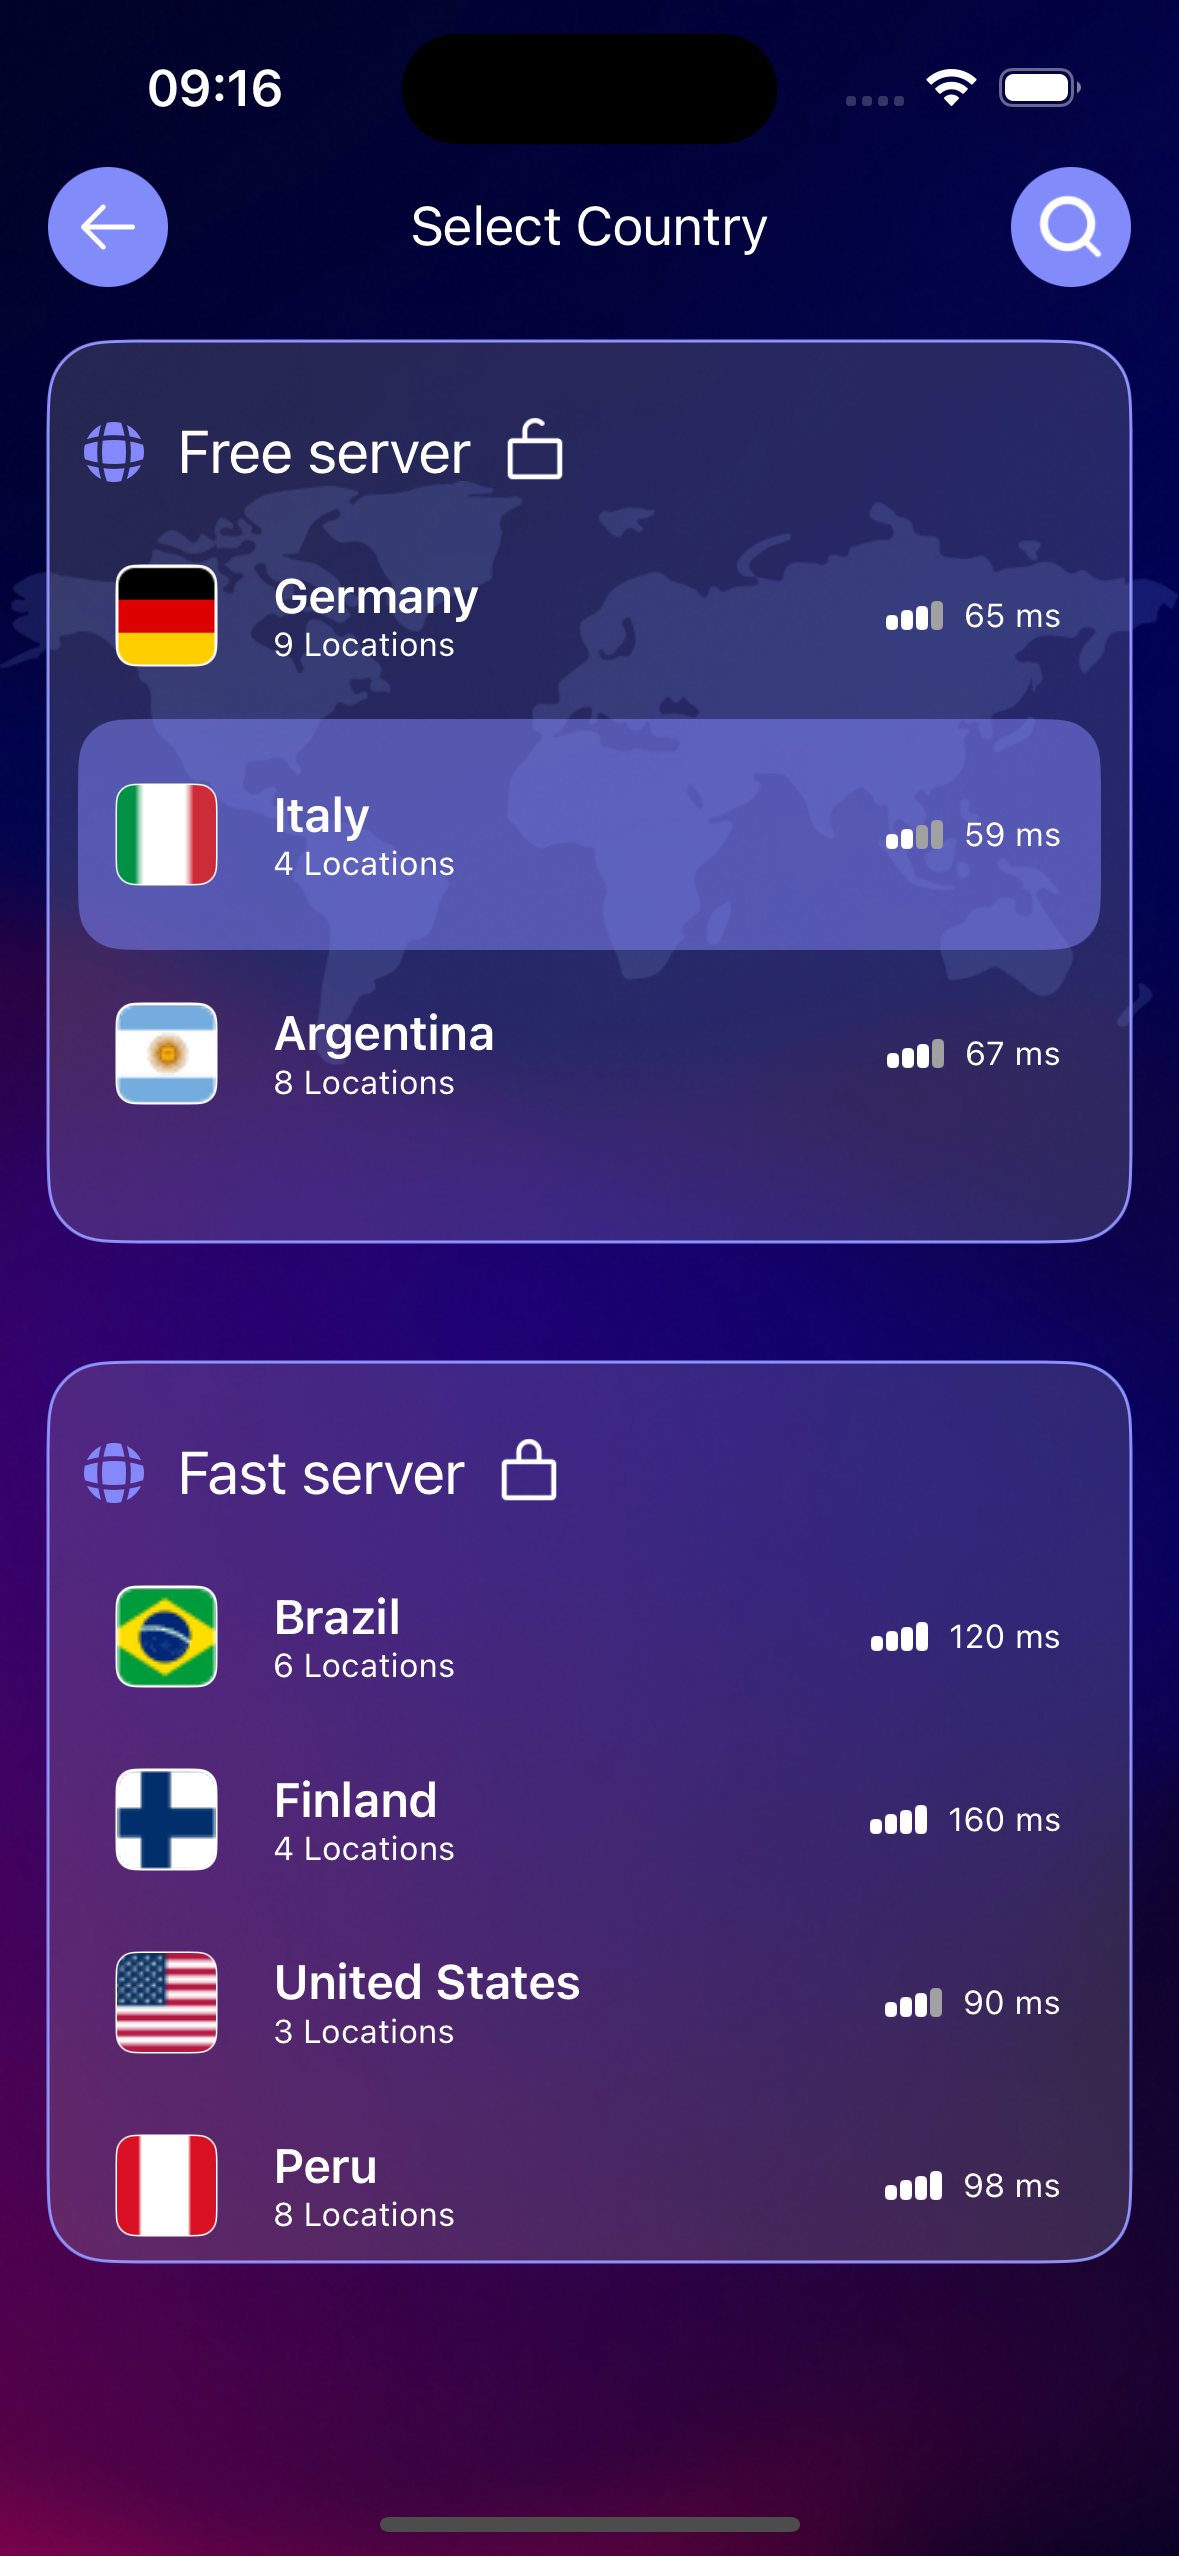 09:16
Select Country
Free server
Germany
9 Locations
65 ms
Italy
4 Locations
59 ms
Argentina
8 Locations
67 ms
Fast server
Brazil
6 Locations
120 ms
Finland
4 Locations
160 ms
United States
3 Locations
90 ms
Peru
8 Locations
98 ms